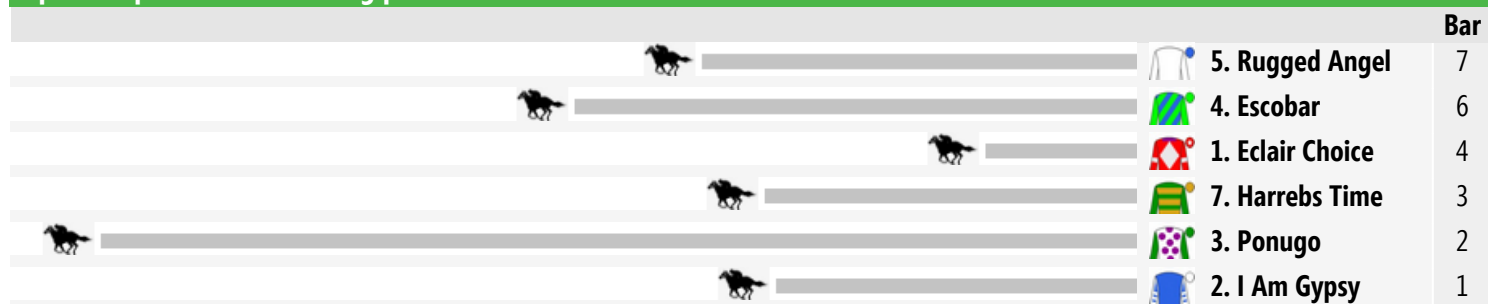 Bar
5. Rugged Angel 7
4. Escobar 6
1. Eclair Choice 4
7. Harrebs Time 3
3. Ponugo 2
2. I Am Gypsy 1